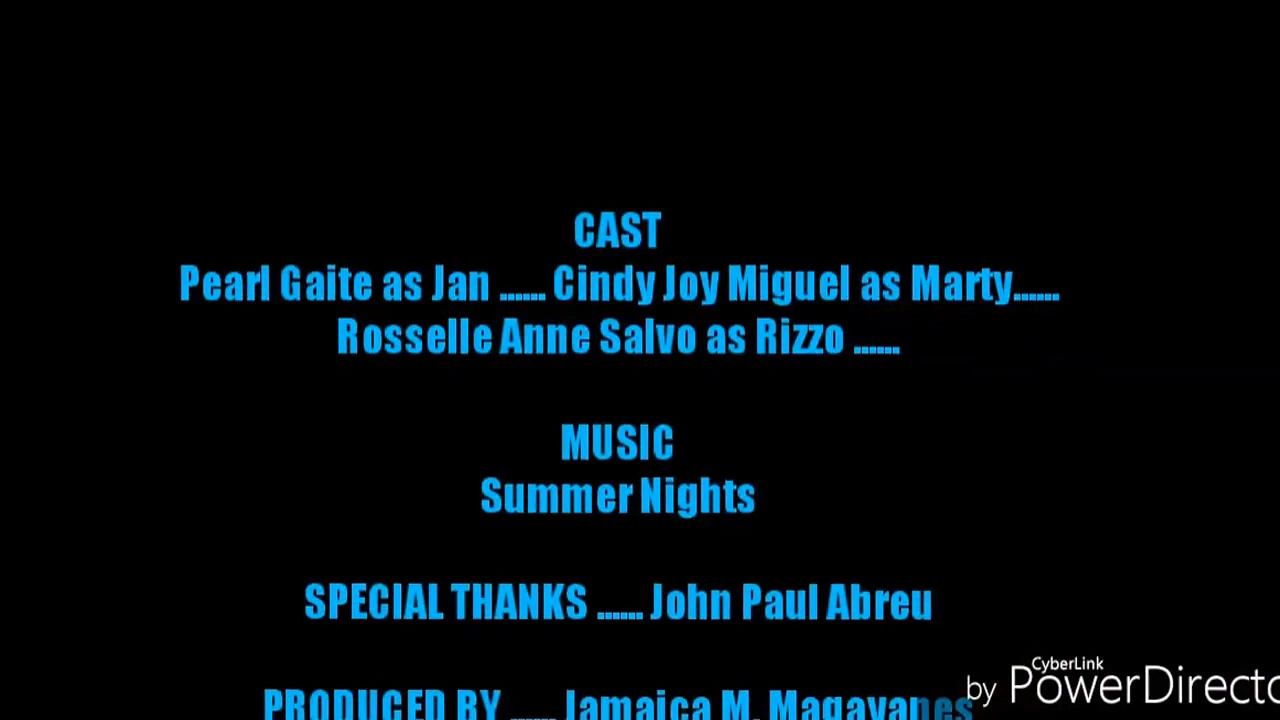 CAST
Pearl Gaite as Jan ...... Cindy Joy Miguel as Marty......
Rosselle Anne Salvo as Rizzo ......
MUSIC
Summer Nights
SPECIAL THANKS ...... John Paul Abreu
PRODUCED BY ...... Jamaica M. Magayanes
CyberLink
by PowerDirecto